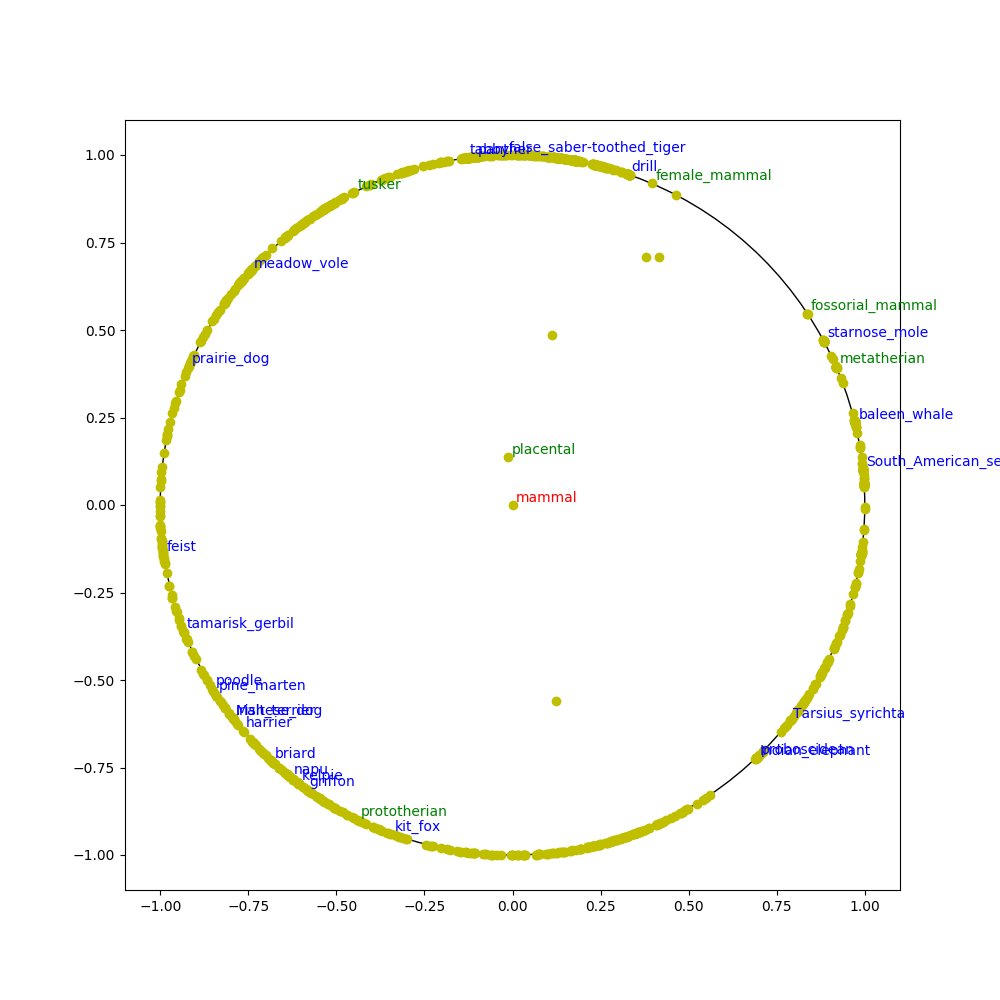 1.00
0.75
0.50
0.25
0.00
−0.25
−0.50
−0.75
−1.00
−1.00
−0.75
−0.50
−0.25
0.00
0.25
0.50
0.75
1.00
false_saber-toothed_tiger
drill
female_mammal
tusker
meadow_vole
fossorial_mammal
starnose_mole
prairie_dog
metatherian
baleen_whale
placental
South_American_se
mammal
feist
tamarisk_gerbil
poodle
pine_marten
harrier
Tarsius_syrichta
briard
napu
kelpie
griffon
prototherian
kit_fox